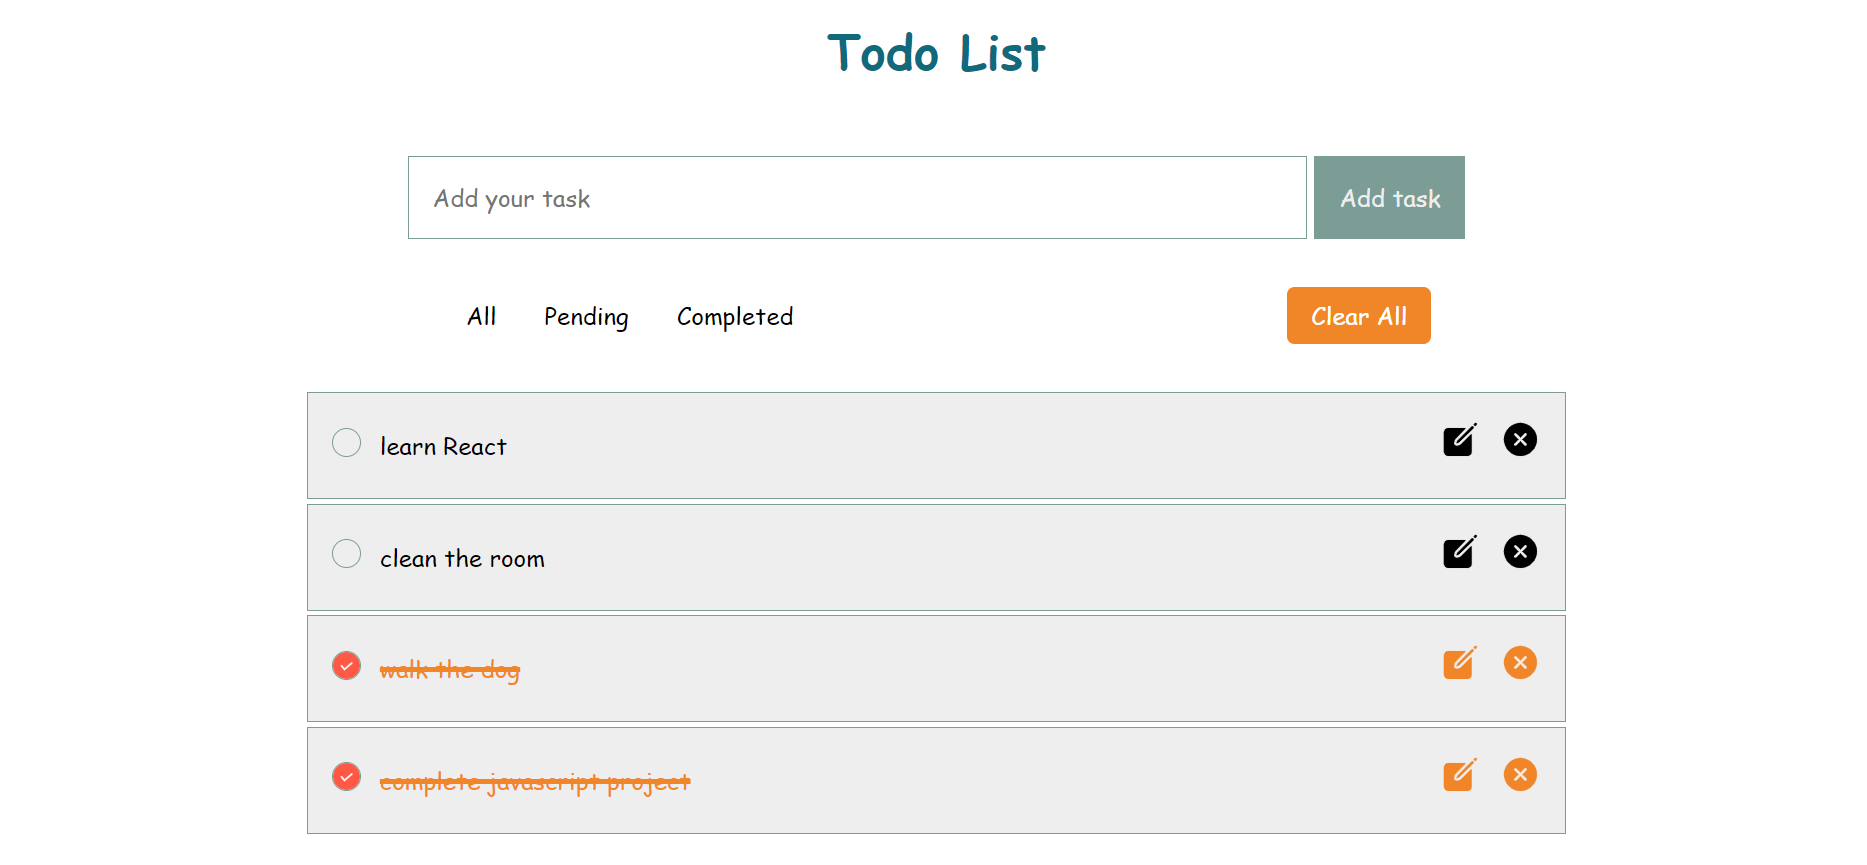 Todo List
Add your task
Add task
All Pending Completed
Clear All
learn React
clean the room
walk the dog
complete javascript project